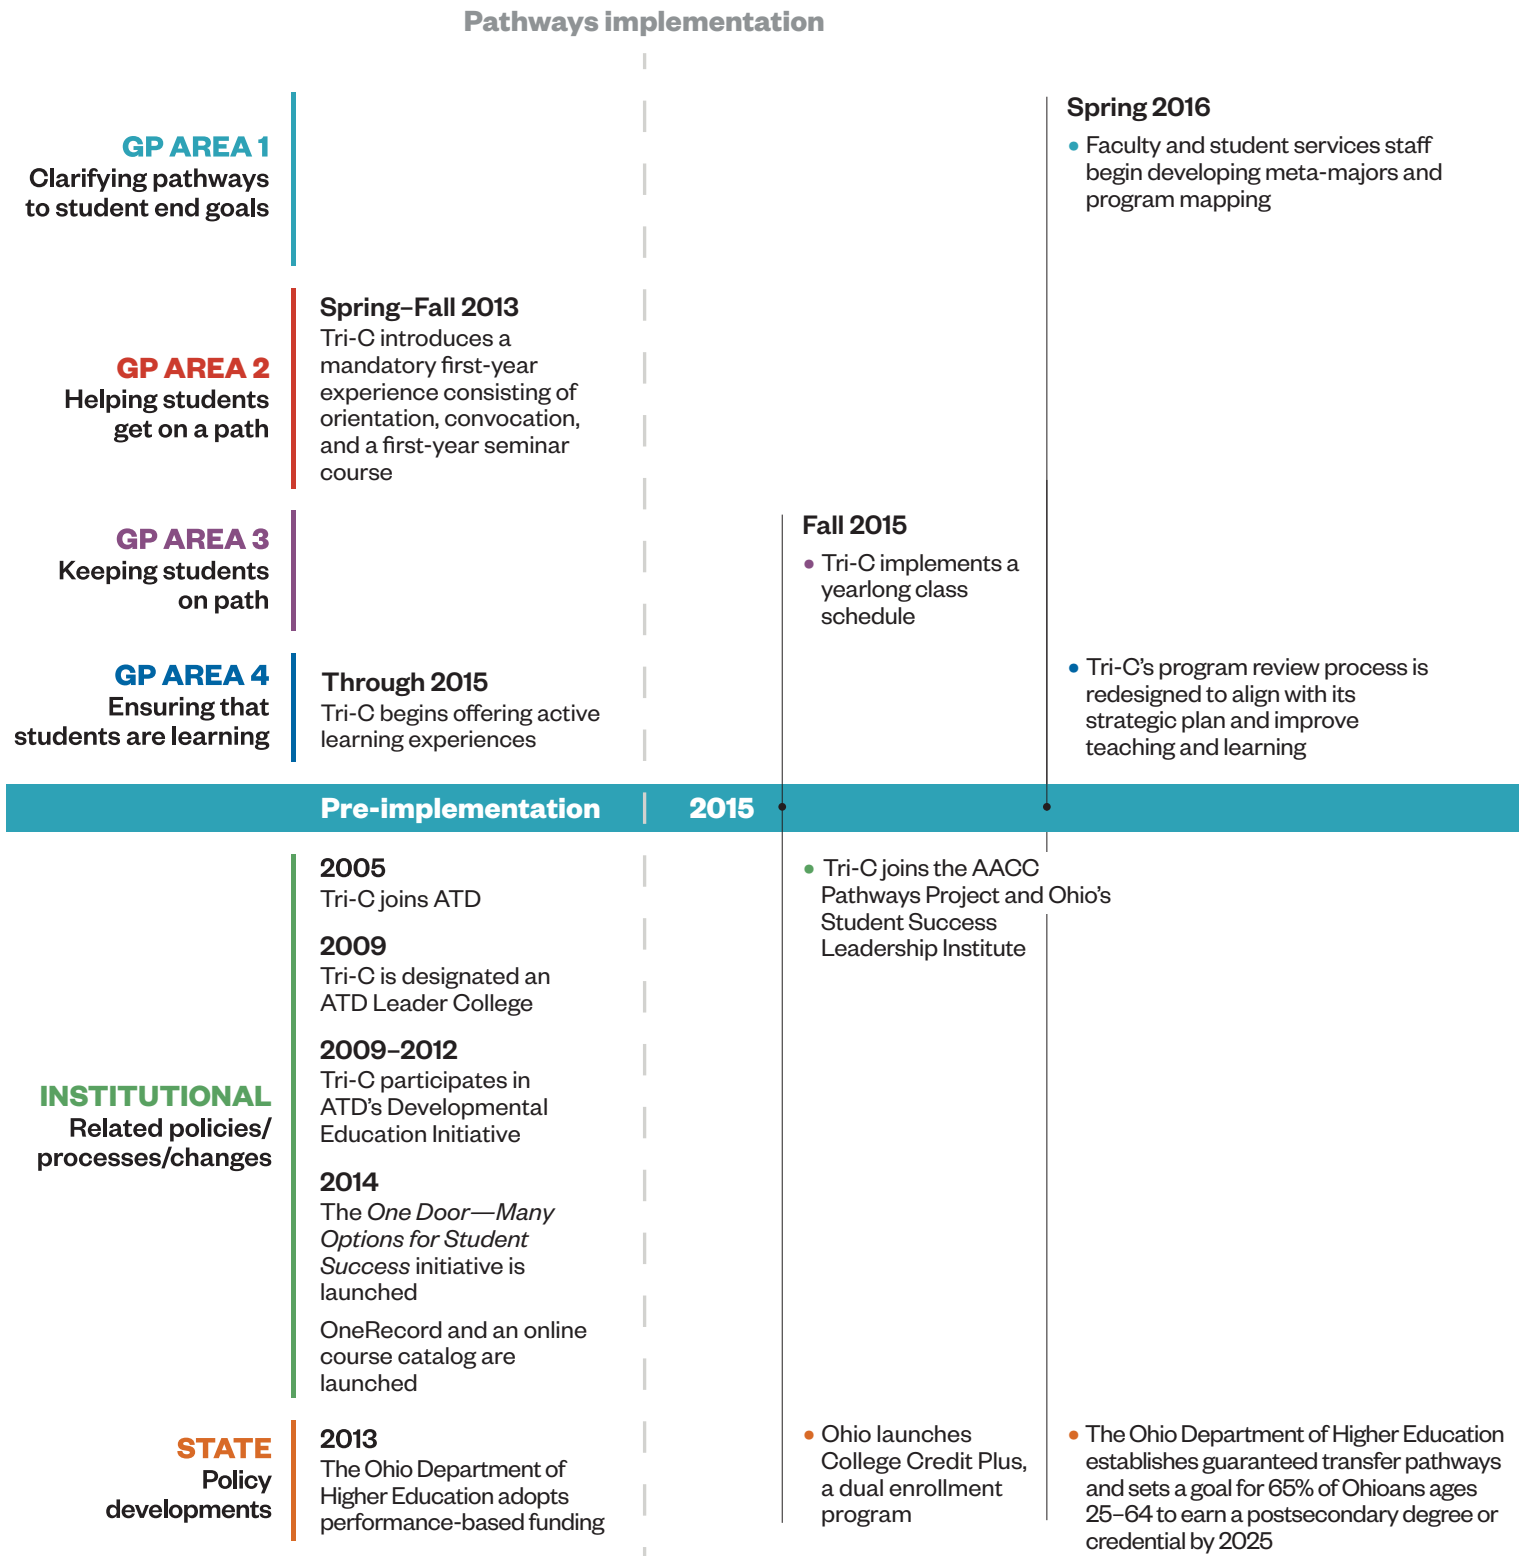 Pathways implementation
GP AREA 1
Clarifying pathways
to student end goals
Spring 2016
• Faculty and student services staff
begin developing meta-majors and
program mapping
GP AREA 2
Helping students
get on a path
Spring–Fall 2013
Tri-C introduces a
mandatory first-year
experience consisting of
orientation, convocation,
and a first-year seminar
course
GP AREA 3
Keeping students
on path
Fall 2015
• Tri-C implements a
yearlong class
schedule
GP AREA 4
Ensuring that
students are learning
Through 2015
Tri-C begins offering active
learning experiences
• Tri-C's program review process is
redesigned to align with its
strategic plan and improve
teaching and learning
Pre-implementation
2015
INSTITUTIONAL
Related policies/
processes/changes
2005
Tri-C joins ATD
2009
Tri-C is designated an
ATD Leader College
2009–2012
Tri-C participates in
ATD's Developmental
Education Initiative
2014
The One Door—Many
Options for Student
Success initiative is
launched
OneRecord and an online
course catalog are
launched
• Tri-C joins the AACC
Pathways Project and Ohio's
Student Success
Leadership Institute
STATE
Policy
developments
2013
The Ohio Department of
Higher Education adopts
performance-based funding
• Ohio launches
College Credit Plus,
a dual enrollment
program
• The Ohio Department of Higher Education
establishes guaranteed transfer pathways
and sets a goal for 65% of Ohioans ages
25–64 to earn a postsecondary degree or
credential by 2025